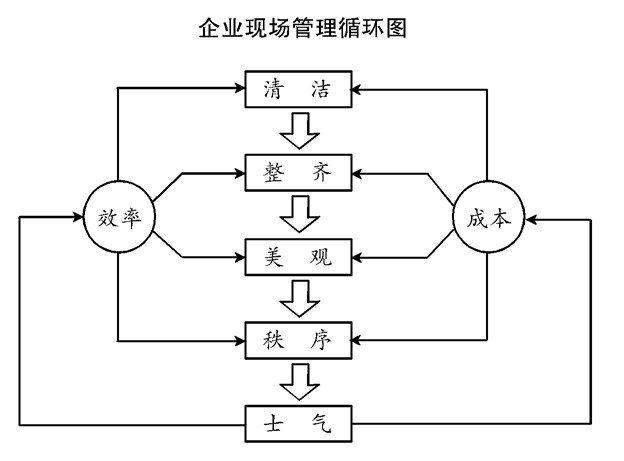 企业现场管理循环图
清 洁
整 齐
效率
成本
美 观
秩 序
士 气